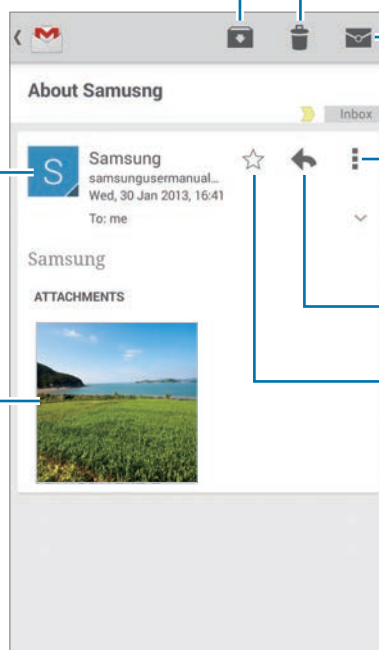 About Samusng
Inbox
S
Samsung
samsungusermanual...
Wed, 30 Jan 2013, 16:41
To: me
Samsung
ATTACHMENTS